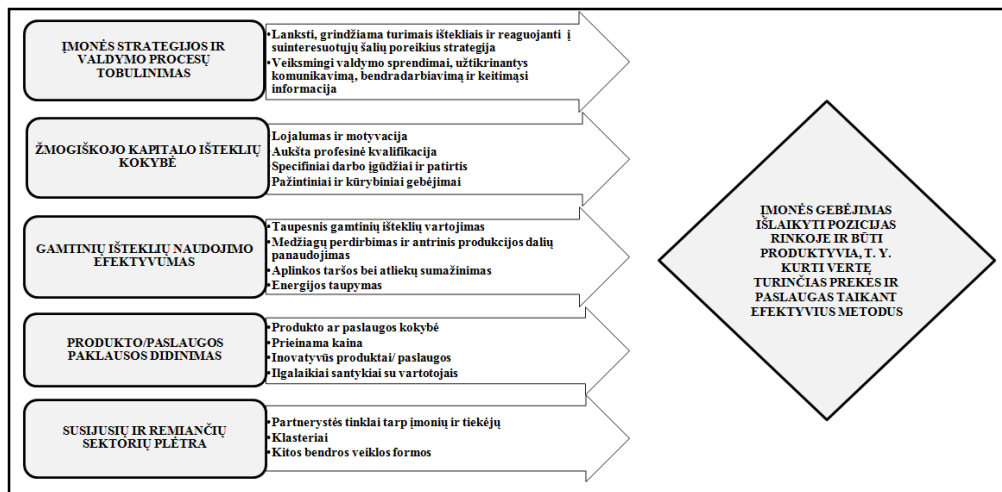 ĮMONĖS STRATEGIJOS IR
VALDYMO PROCESŲ
TOBULINIMAS
•Lanksti, grindžiama turimais ištekliais ir reaguojanti į
suinteresuotųjų šalių poreikius strategija
•Veiksmingi valdymo sprendimai, užtikrinantys
komunikavimą, bendradarbiavimą ir keitimąsi
informacija
ŽMOGIŠKOJO KAPITALO IŠTEKLIŲ
KOKYBĖ
•Lojalumas ir motyvacija
•Aukšta profesinė kvalifikacija
•Specifiniai darbo įgūdžiai ir patirtis
•Pažintiniai ir kūrybiniai gebėjimai
GAMTINIŲ IŠTEKLIŲ NAUDOJIMO
EFEKTYVUMAS
•Taupesnis gamtinių išteklių vartojimas
•Medžiagų perdirbimas ir antrinis produkcijos dalių
panaudojimas
•Aplinkos taršos bei atliekų sumažinimas
•Energijos taupymas
PRODUKTO/PASLAUGOS
PAKLAUSOS DIDINIMAS
•Produkto ar paslaugos kokybė
•Prieinama kaina
•Inovatyvūs produktai/ paslaugos
•Ilgalaikiai santykiai su vartotojais
SUSIJUSIŲ IR REMIANČIŲ
SEKTORIŲ PLĖTRA
•Partnerystės tinklai tarp įmonių ir tiekėjų
•Klasteriai
•Kitos bendros veiklos formos
ĮMONĖS GEBĖJIMAS
IŠLAIKYTI POZICIJAS
RINKOJE IR BŪTI
PRODUKTYVIA, T. Y.
KURTI VERTĘ
TURINČIAS PREKES IR
PASLAUGAS TAIKANT
EFEKTYVIUS METODUS